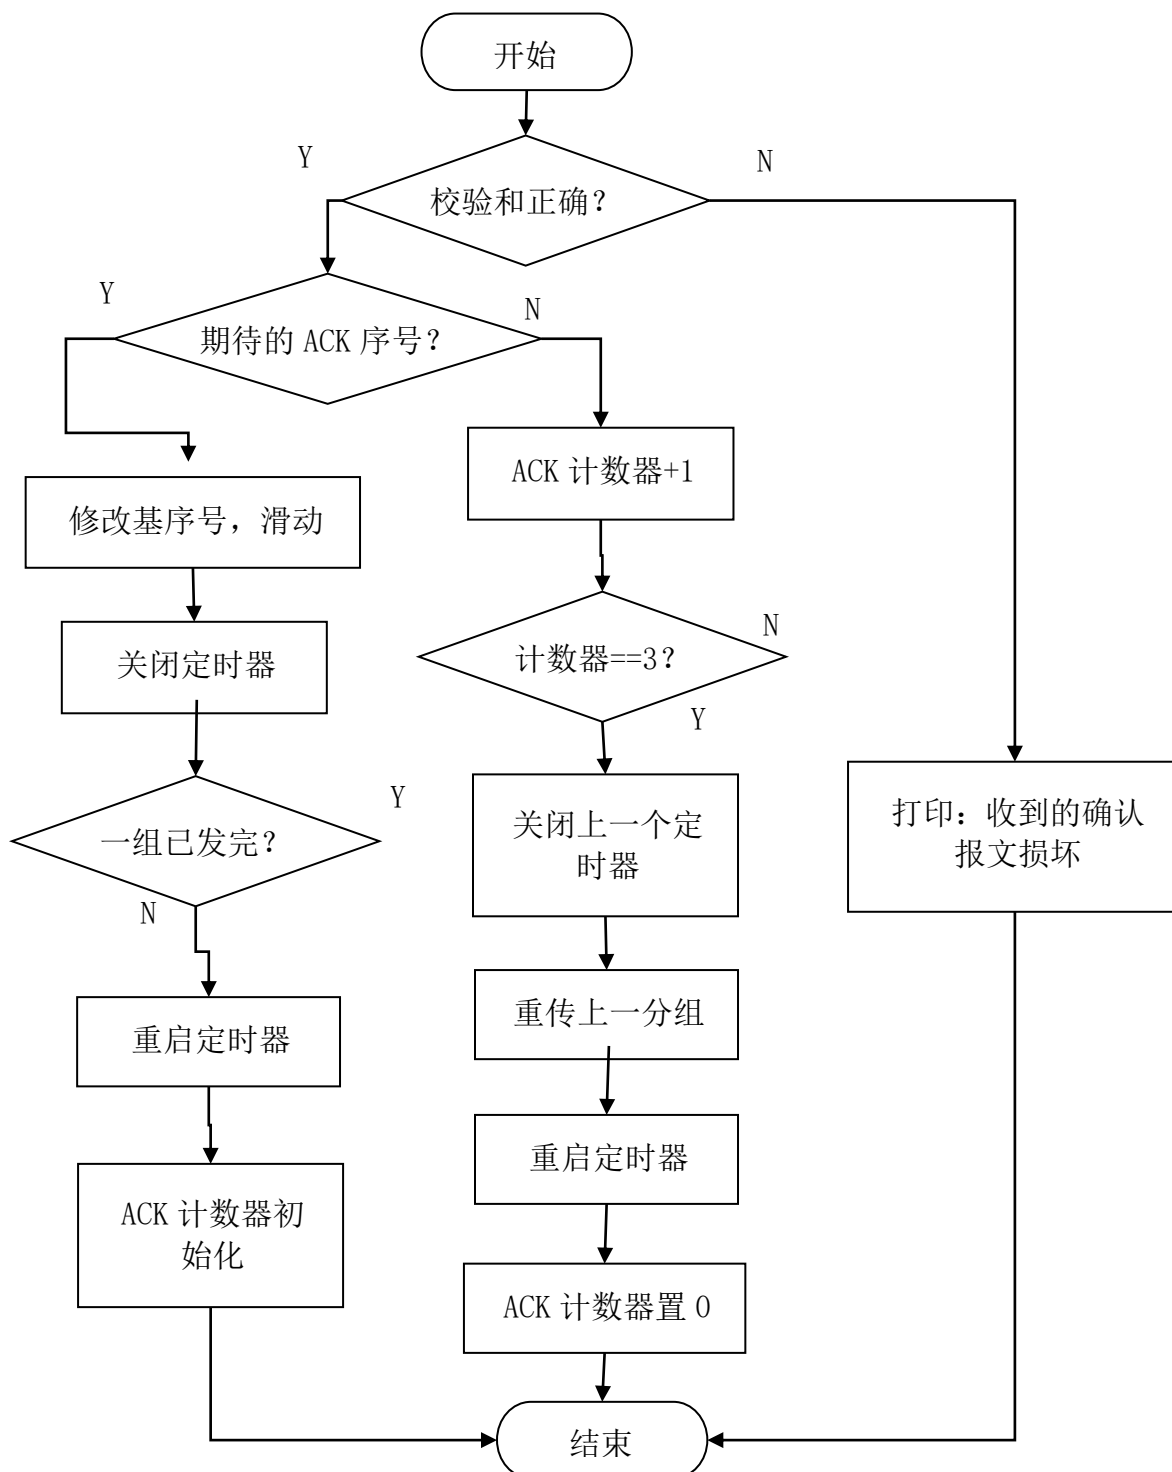 开始
Y
N
校验和正确？
Y
N
期待的 ACK 序号？
ACK 计数器+1
修改基序号，滑动
N
计数器==3？
关闭定时器
Y
Y
关闭上一个定
时器
打印：收到的确认
报文损坏
一组已发完？
N
重传上一分组
重启定时器
重启定时器
ACK 计数器初
始化
ACK 计数器置 0
结束